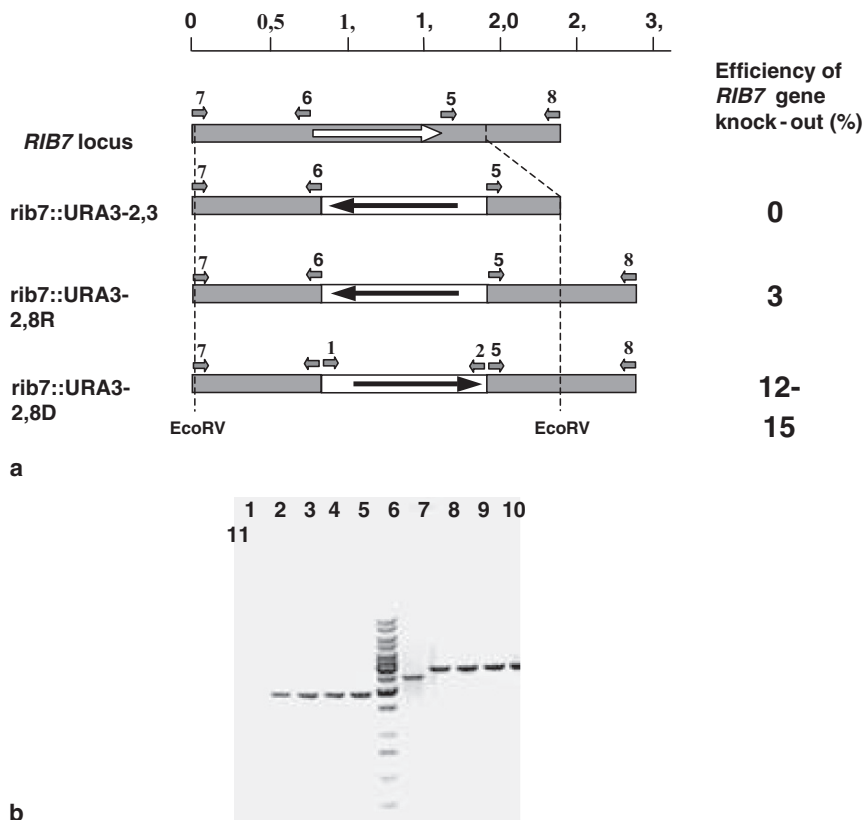 0 0,5 1, 1, 2,0 2, 3,
Efficiency of
RIB7 gene
knock-out (%)
7 6 5 8
RIB7 locus
7 6 5
rib7::URA3-2,3
0
7 6 5 8
rib7::URA3-
2,8R
3
7 1 2 5 8
rib7::URA3-
2,8D
12-
15
EcoRV EcoRV
a
1 2 3 4 5 6 7 8 9 10
11
b